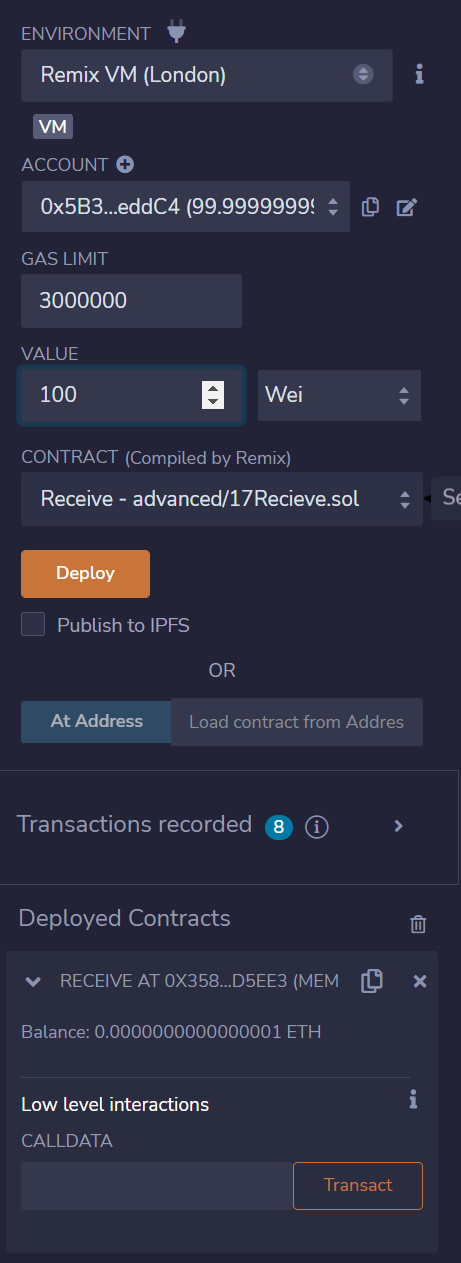 ENVIRONMENT
Remix VM (London)
VM
ACCOUNT
0x5B3...eddC4 (99.99999999
GAS LIMIT
3000000
VALUE
100 Wei
CONTRACT (Compiled by Remix)
Receive - advanced/17Recieve.sol
Se
Deploy
Publish to IPFS
OR
At Address Load contract from Addres
Transactions recorded 8
Deployed Contracts
RECEIVE AT 0X358...D5EE3 (MEM
Balance: 0.0000000000000001 ETH
Low level interactions
CALLDATA
Transact